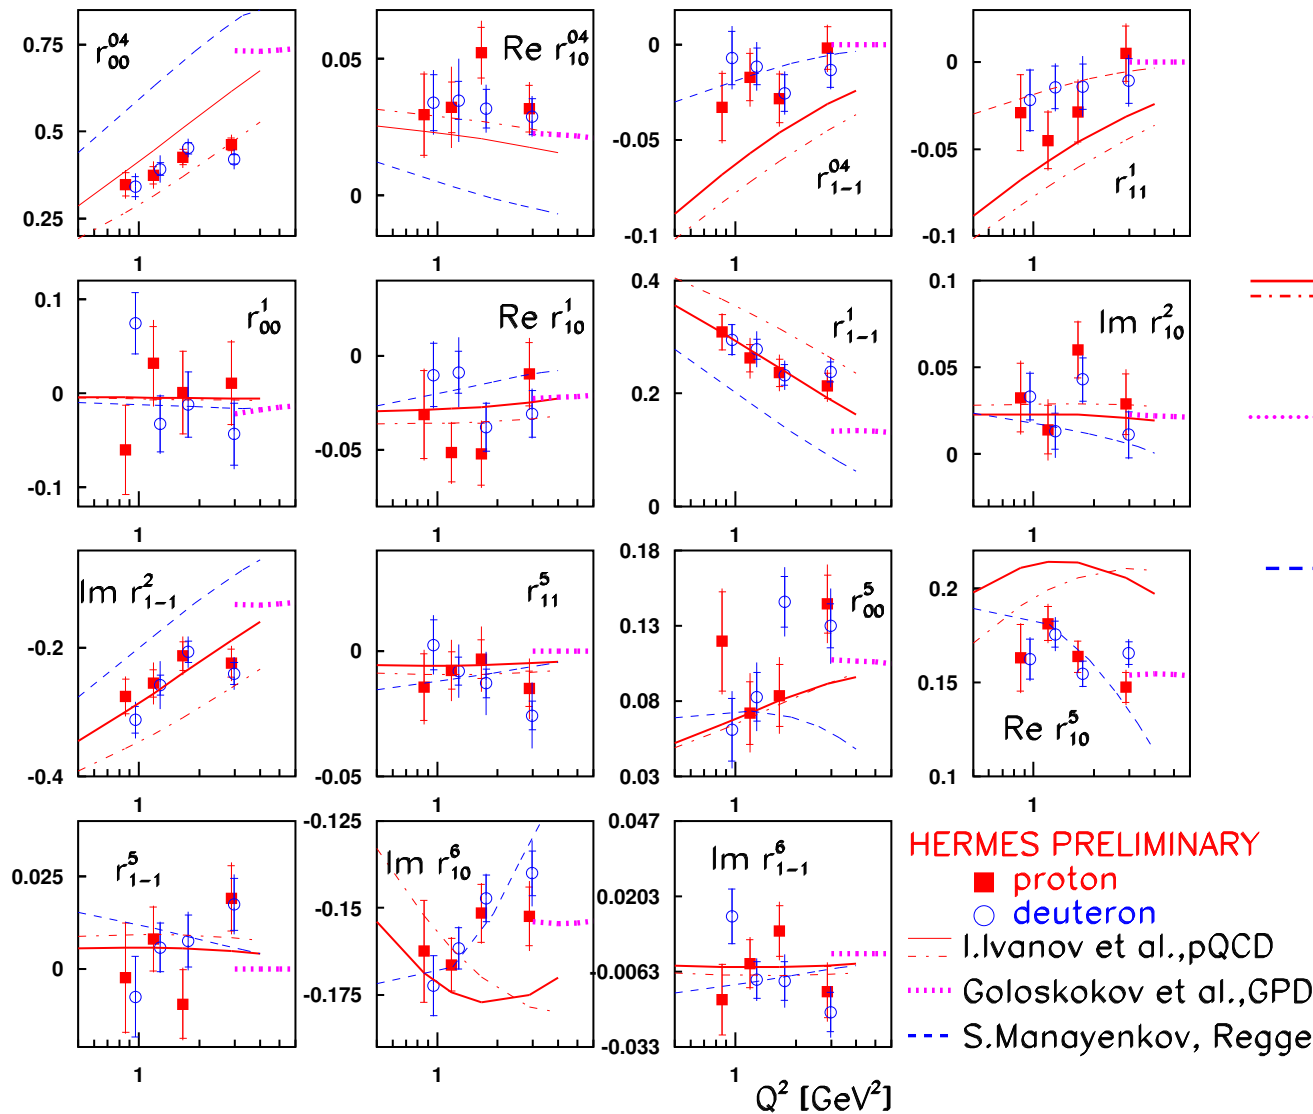 0.75
0.5
0.25
r^{04}_{00}
1
0.05
0
Re r^{04}_{10}
1
0
-0.05
-0.1
r^{04}_{1-1}
1
0
-0.05
-0.1
r^{1}_{11}
1
0.1
0
-0.1
r^{1}_{00}
1
0
-0.05
Re r^{1}_{10}
1
0.4
0.2
0
r^{1}_{1-1}
1
0.1
0.05
0
Im r^{2}_{10}
1
-0.2
-0.4
Im r^{2}_{1-1}
1
0
-0.05
r^{5}_{11}
1
0.18
0.13
0.08
0.03
r^{5}_{00}
1
0.2
0.15
0.1
Re r^{5}_{10}
1
0.025
0
r^{5}_{1-1}
1
-0.125
-0.15
-0.175
Im r^{6}_{10}
1
0.047
0.0203
-0.0063
-0.033
Im r^{6}_{1-1}
1
HERMES PRELIMINARY
proton
deuteron
I.Ivanov et al.,pQCD
Goloskokov et al.,GPD
S.Manayenkov, Regge
Q² [GeV²]